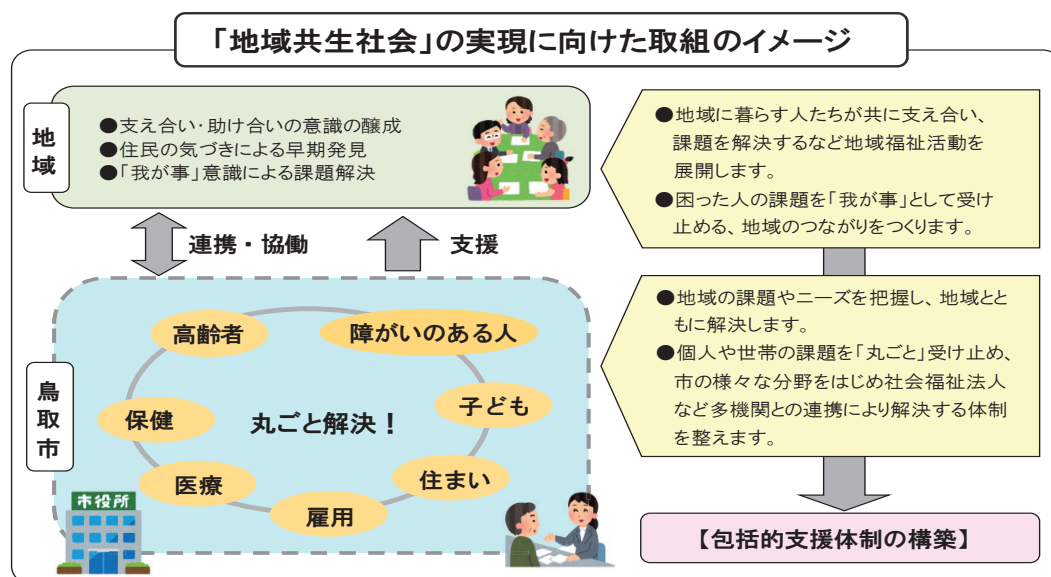 「地域共生社会」の実現に向けた取組のイメージ
地域
●支え合い・助け合いの意識の醸成
●住民の気づきによる早期発見
●「我が事」意識による課題解決
連携・協働
支援
鳥取市
高齢者
障がいのある人
保健
子ども
丸ごと解決！
医療
住まい
雇用
市役所
●地域に暮らす人たちが共に支え合い、
課題を解決するなど地域福祉活動を
展開します。
●困った人の課題を「我が事」として受け
止める、地域のつながりをつくります。
●地域の課題やニーズを把握し、地域とと
もに解決します。
●個人や世帯の課題を「丸ごと」受け止め、
市の様々な分野をはじめ社会福祉法人
など多機関との連携により解決する体制
を整えます。
【包括的支援体制の構築】